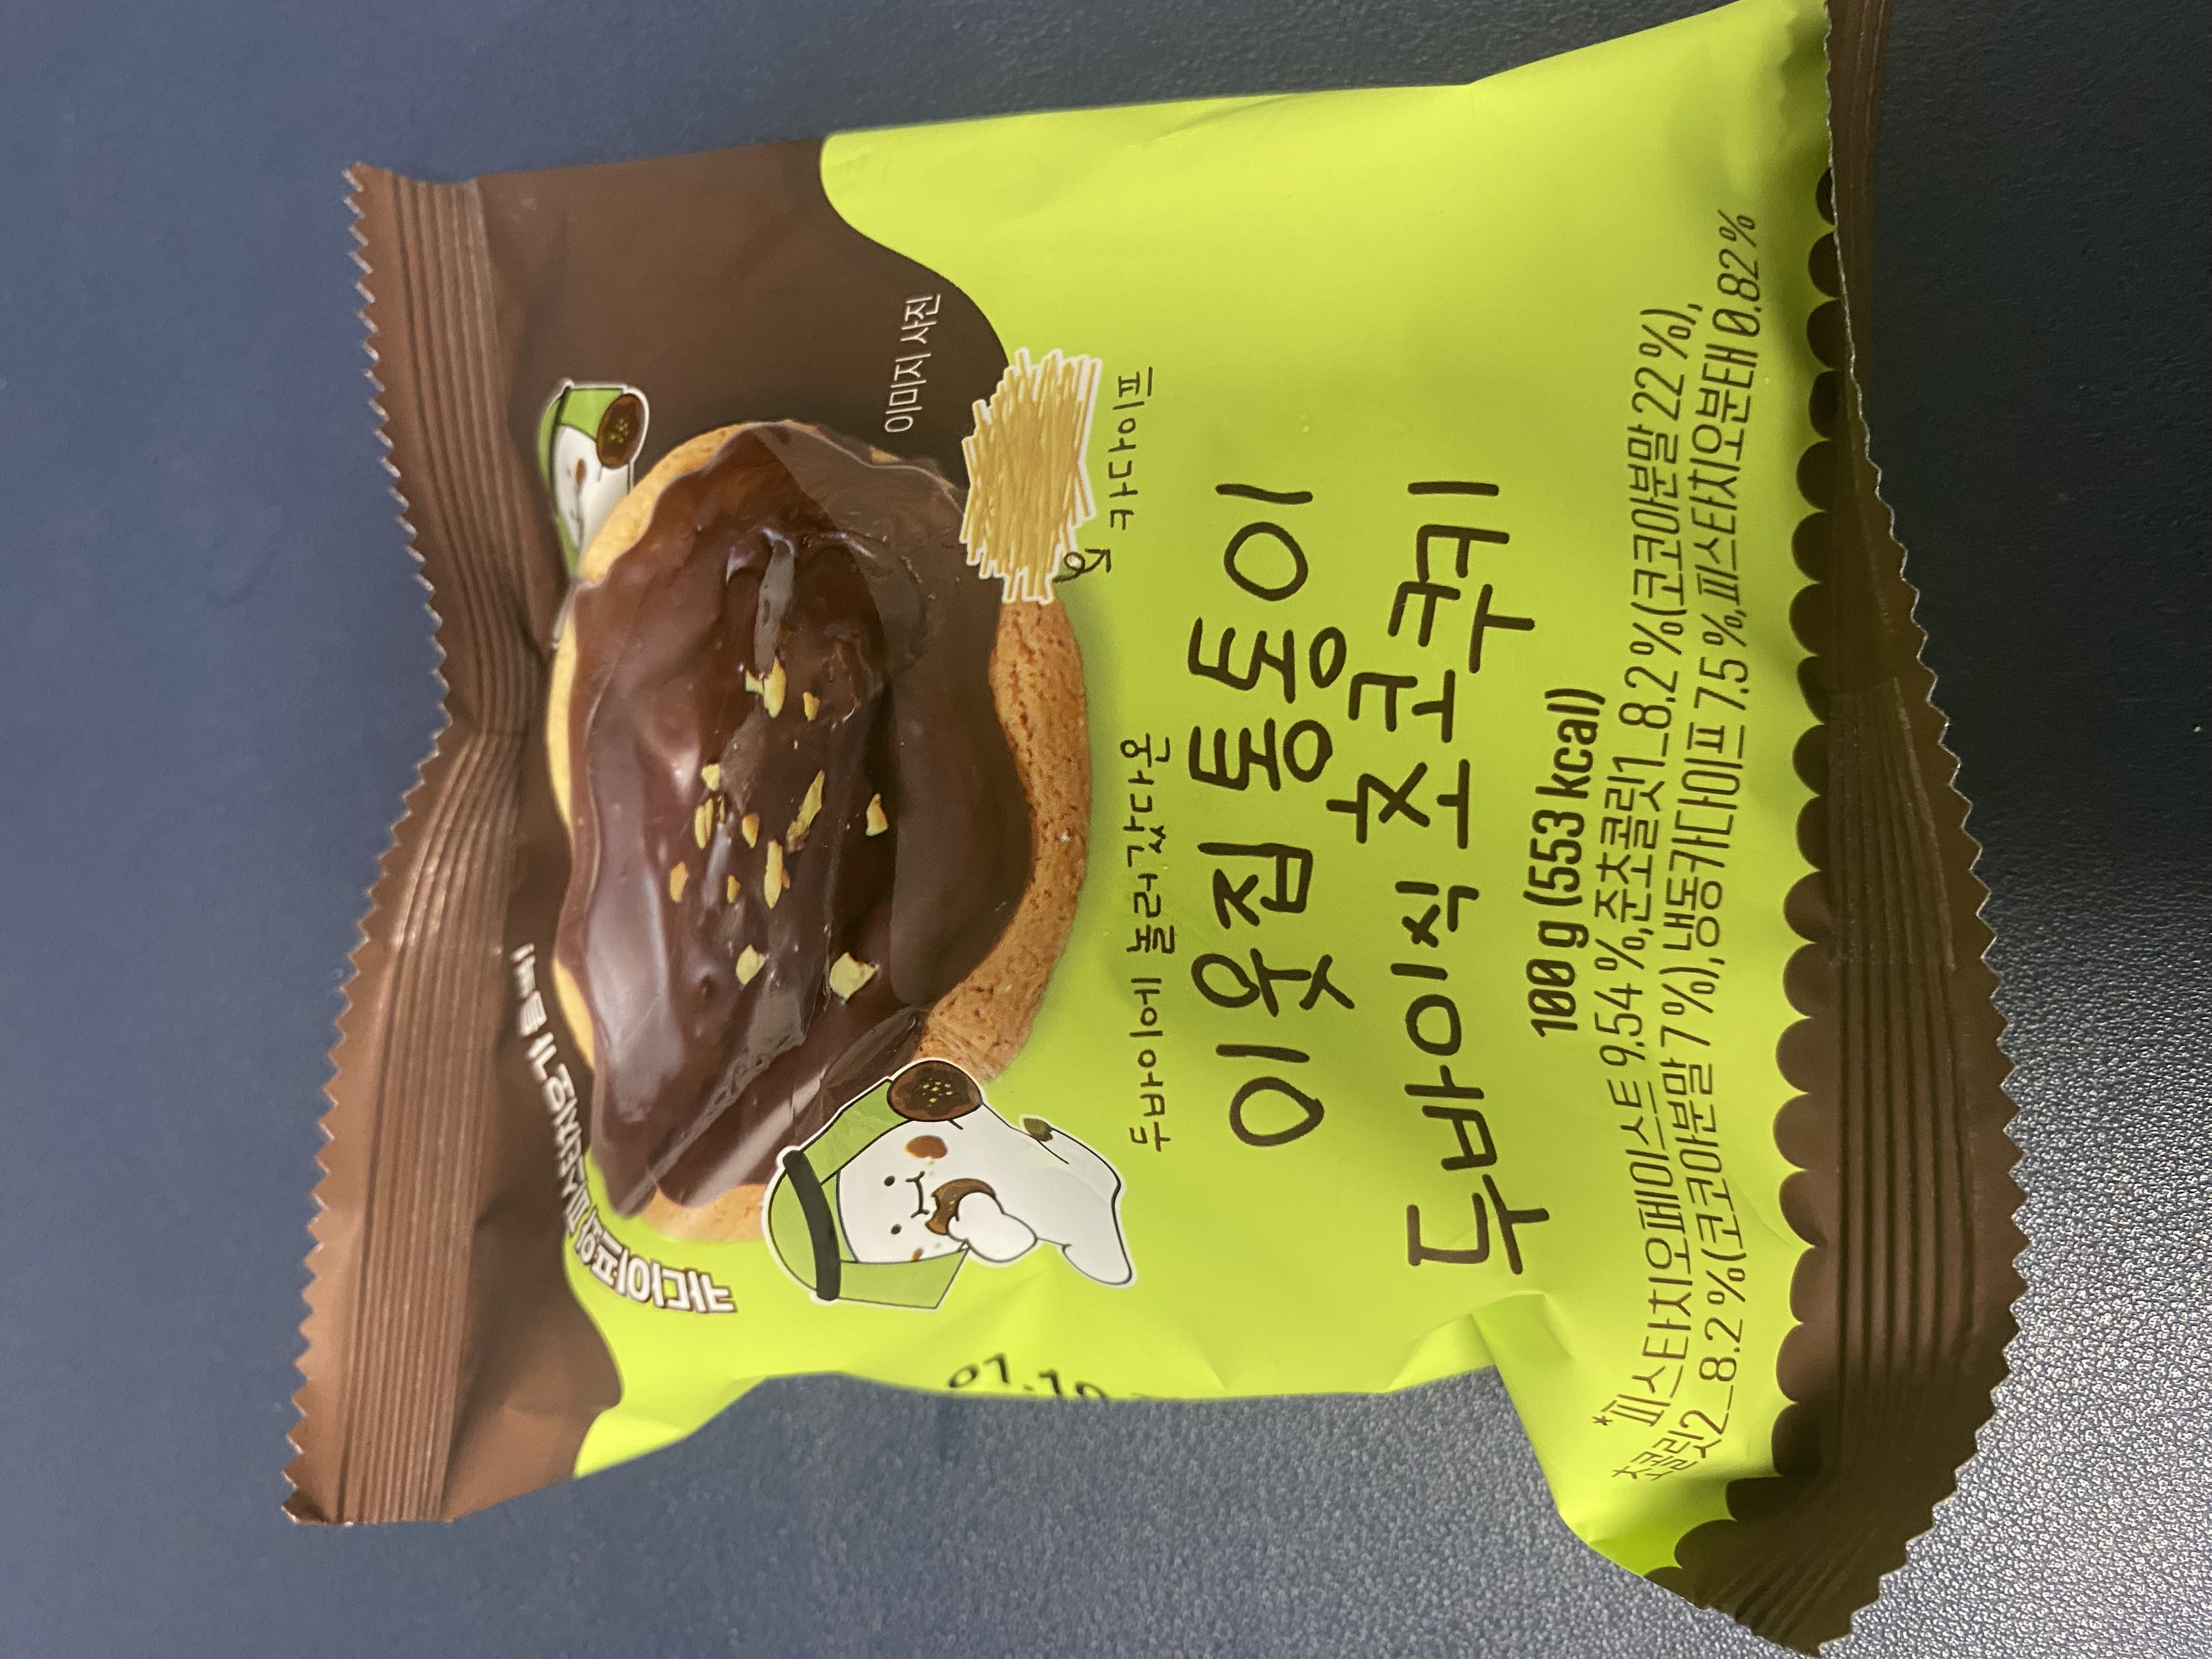 이미지 사진
카다이프
두바이에 놀러갔다온
이웃집 통통이
두바이식 초코쿠키
100 g (553 kcal)
*피스타치오페이스트 9.54 %,준초콜릿1_8.2 %(코코아분말 22 %),
초콜릿2_8.2 %(코코아분말 7 %),냉동카다이프 7.5 %,피스타치오분태 0.82 %